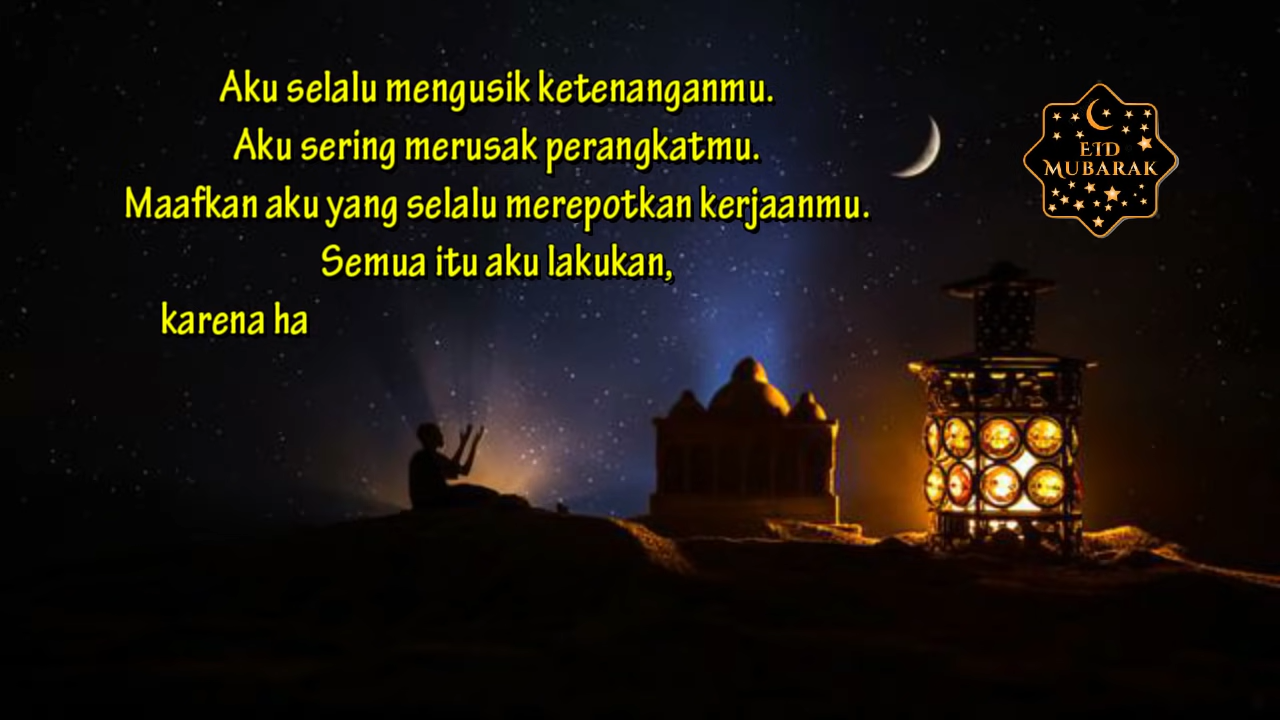 Aku selalu mengusik ketenanganmu.
Aku sering merusak perangkatmu.
Maafkan aku yang selalu merepotkan kerjaanmu.
Semua itu aku lakukan,
karena ha
EID
MUBARAK